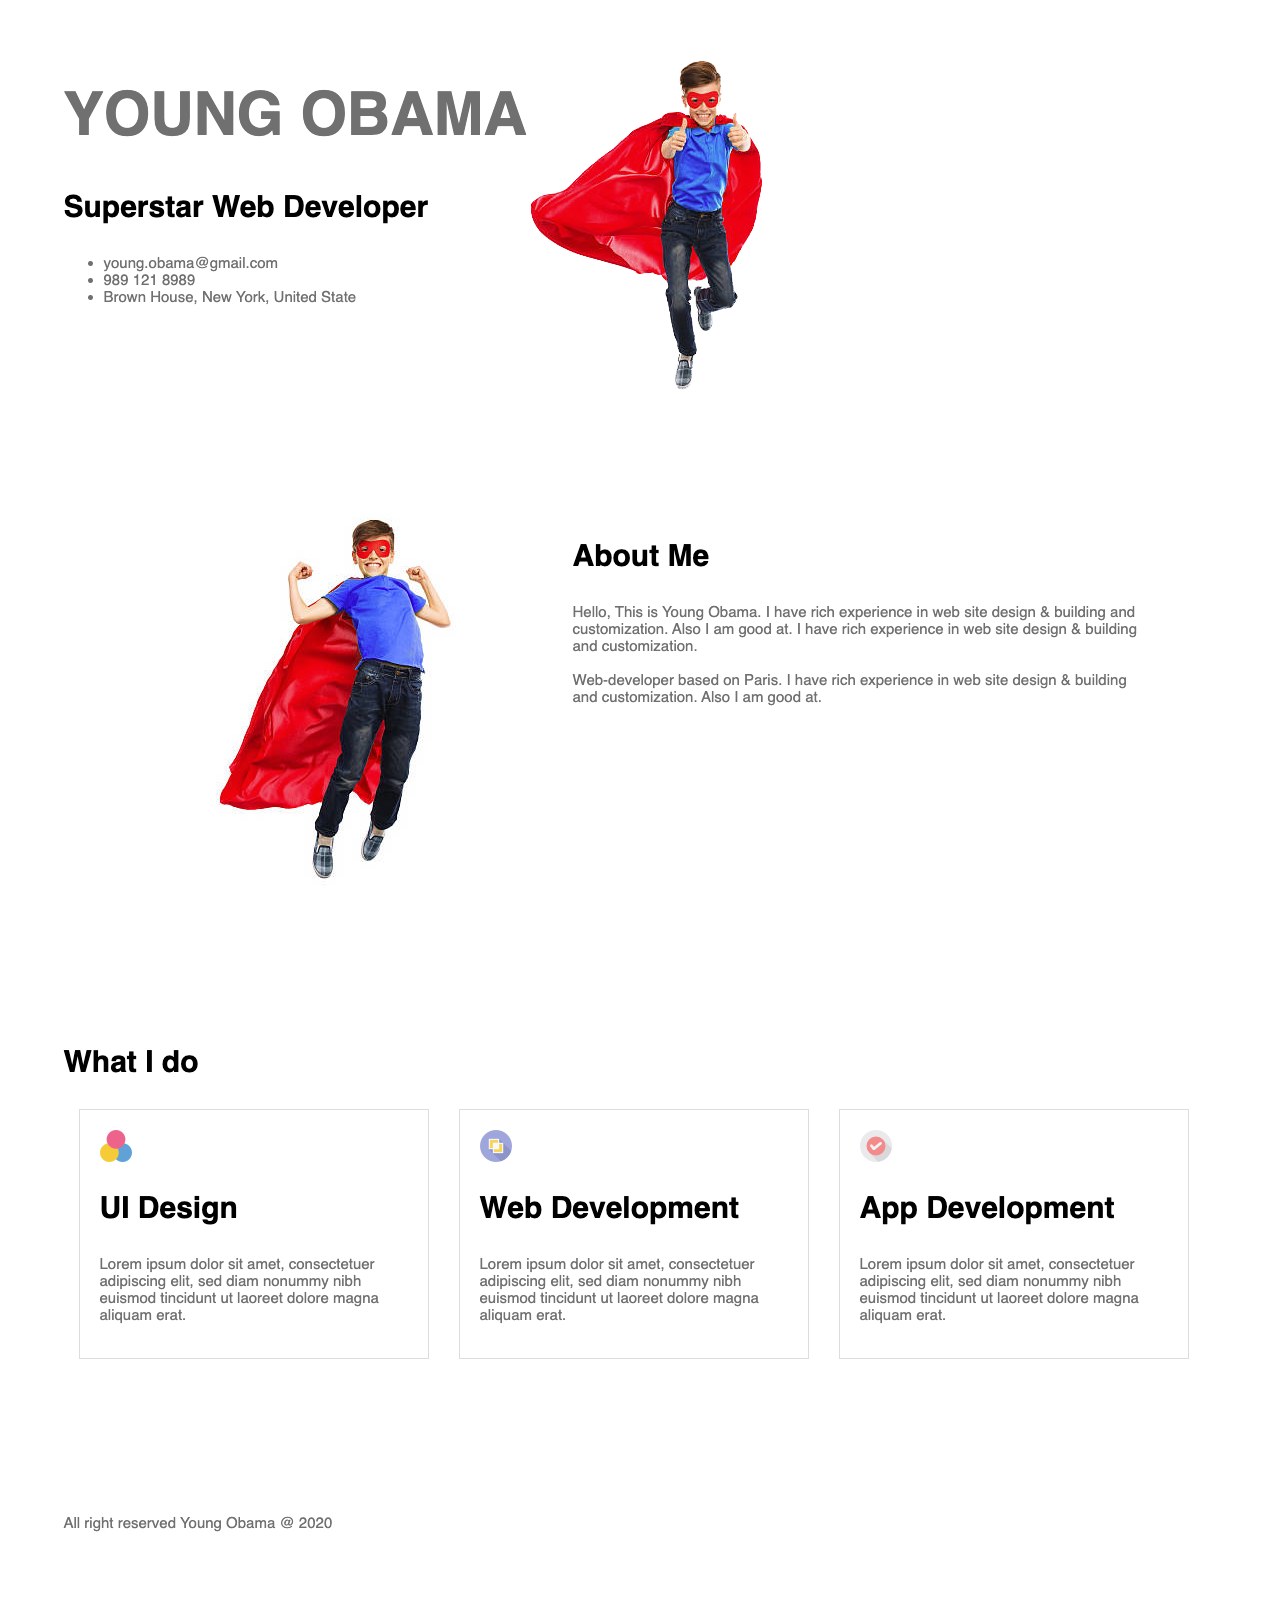 YOUNG OBAMA
Superstar Web Developer
young.obama@gmail.com
989 121 8989
Brown House, New York, United State
About Me
Hello, This is Young Obama. I have rich experience in web site design & building and
customization. Also I am good at. I have rich experience in web site design & building
and customization.
Web-developer based on Paris. I have rich experience in web site design & building
and customization. Also I am good at.
What I do
UI Design
Lorem ipsum dolor sit amet, consectetuer
adipiscing elit, sed diam nonummy nibh
euismod tincidunt ut laoreet dolore magna
aliquam erat.
Web Development
Lorem ipsum dolor sit amet, consectetuer
adipiscing elit, sed diam nonummy nibh
euismod tincidunt ut laoreet dolore magna
aliquam erat.
App Development
Lorem ipsum dolor sit amet, consectetuer
adipiscing elit, sed diam nonummy nibh
euismod tincidunt ut laoreet dolore magna
aliquam erat.
All right reserved Young Obama @ 2020